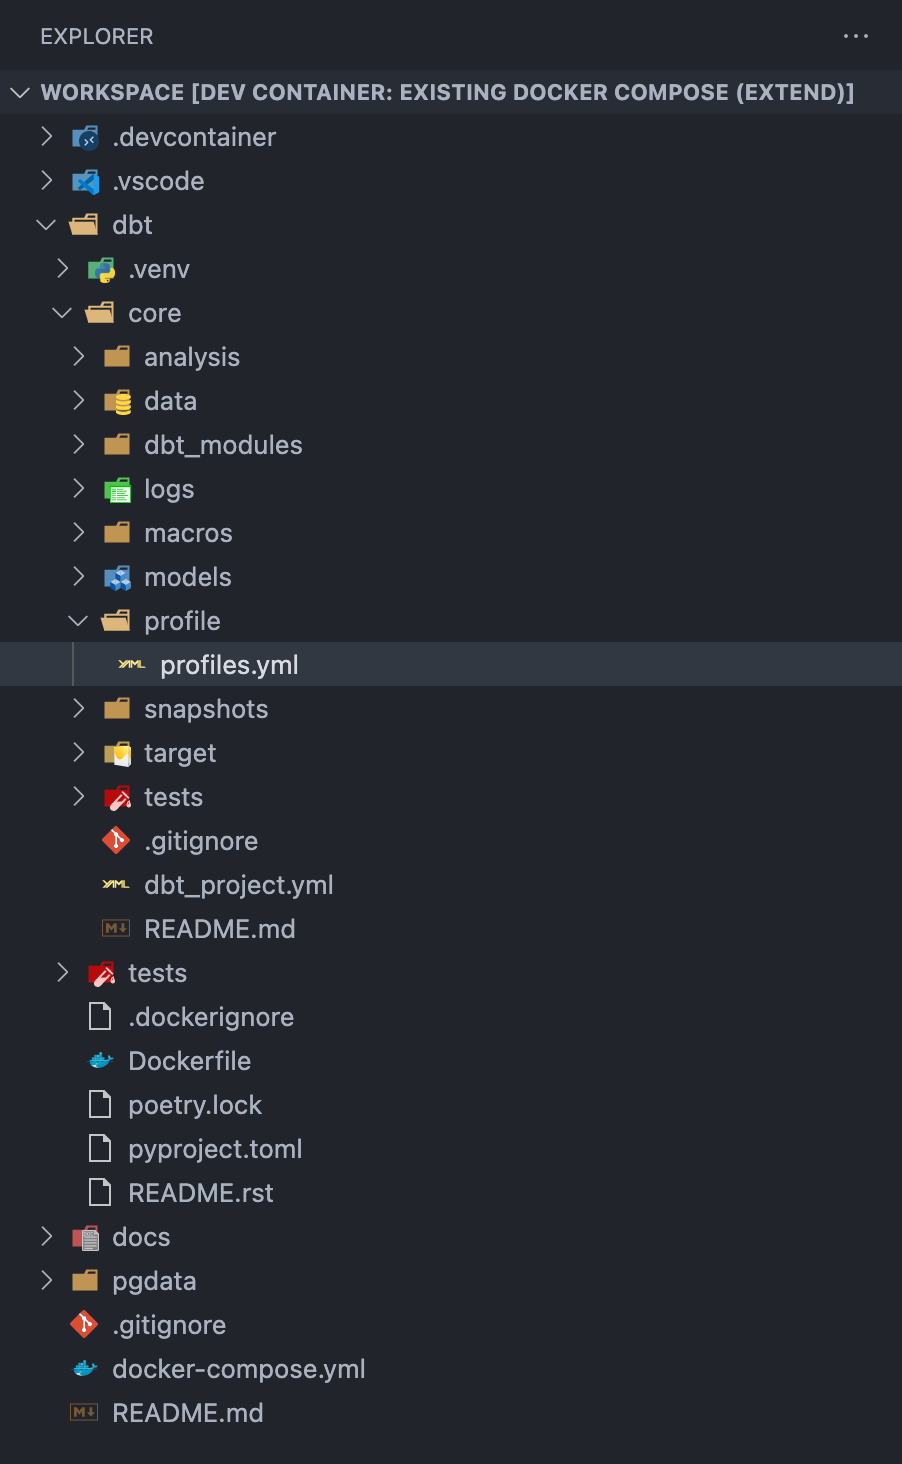 EXPLORER
WORKSPACE [DEV CONTAINER: EXISTING DOCKER COMPOSE (EXTEND)]
.devcontainer
.vscode
dbt
.venv
core
analysis
data
dbt_modules
logs
macros
models
profile
YAML profiles.yml
snapshots
target
tests
.gitignore
YAML dbt_project.yml
M README.md
tests
.dockerignore
Dockerfile
poetry.lock
pyproject.toml
README.rst
docs
pgdata
.gitignore
docker-compose.yml
M README.md